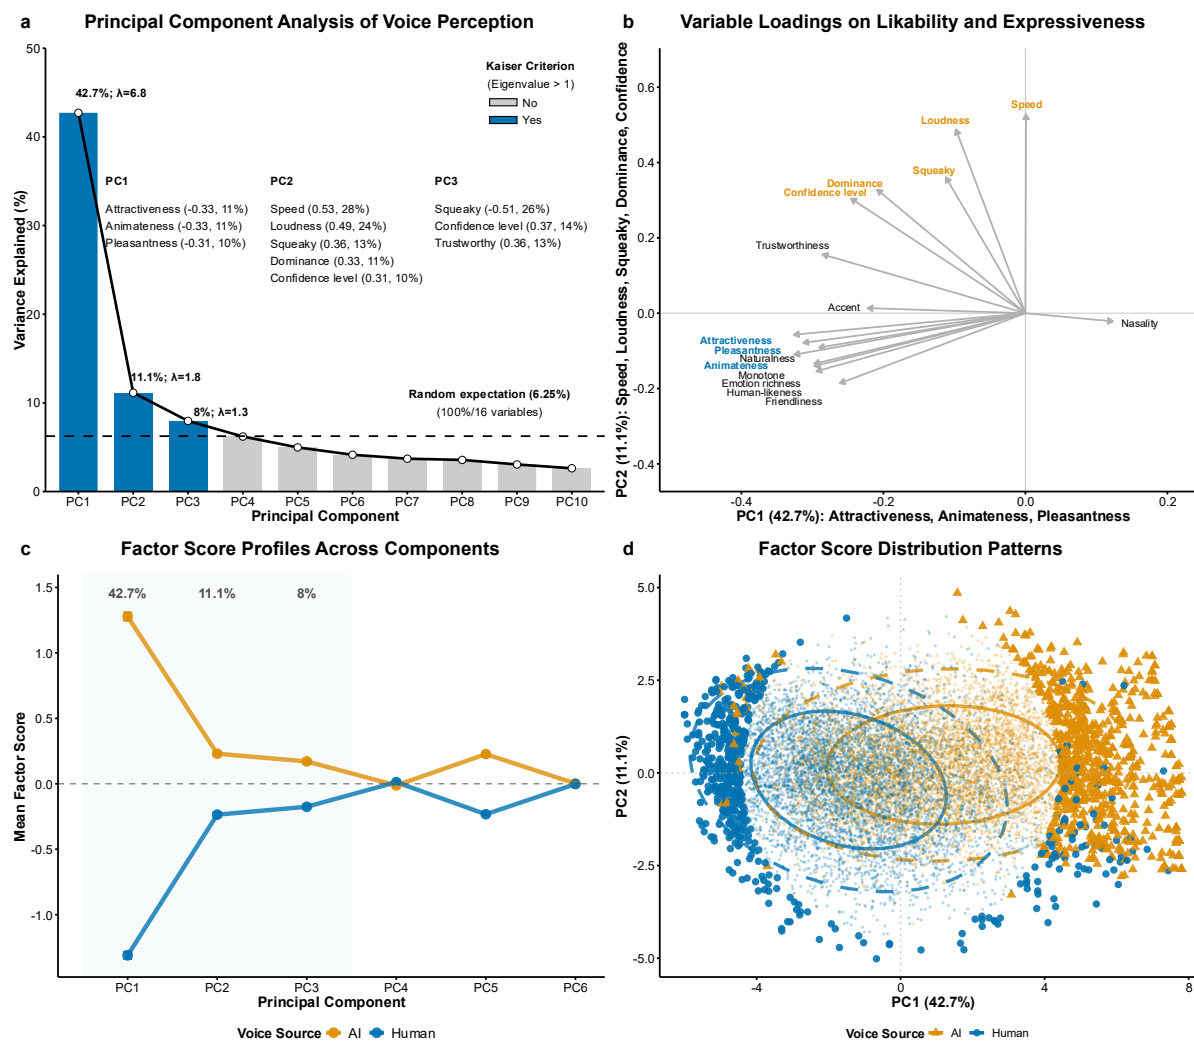 a
Principal Component Analysis of Voice Perception
50
40
30
20
10
0
Variance Explained (%)
42.7%; λ=6.8
11.1%; λ=1.8
8%; λ=1.3
Kaiser Criterion
(Eigenvalue > 1)
No
Yes
PC1
Attractiveness (-0.33, 11%)
Animateness (-0.33, 11%)
Pleasantness (-0.31, 10%)
PC2
Speed (0.53, 28%)
Loudness (0.49, 24%)
Squeaky (0.36, 13%)
Dominance (0.33, 11%)
Confidence level (0.31, 10%)
PC3
Squeaky (-0.51, 26%)
Confidence level (0.37, 14%)
Trustworthy (0.36, 13%)
Random expectation (6.25%)
(100%/16 variables)
PC1 PC2 PC3 PC4 PC5 PC6 PC7 PC8 PC9 PC10
Principal Component
b
Variable Loadings on Likability and Expressiveness
PC2 (11.1%): Speed, Loudness, Squeaky, Dominance, Confidence
0.6
0.4
0.2
0.0
-0.2
-0.4
Speed
Loudness
Squeaky
Dominance
Confidence level
Trustworthiness
Accent
Nasality
Attractiveness
Pleasantness
Naturalness
Animateness
Monotone
Emotion richness
Human-likeness
Friendliness
-0.4 -0.2 0.0 0.2
PC1 (42.7%): Attractiveness, Animateness, Pleasantness
c
Factor Score Profiles Across Components
1.5
1.0
0.5
0.0
-0.5
-1.0
Mean Factor Score
42.7% 11.1% 8%
PC1 PC2 PC3 PC4 PC5 PC6
Principal Component
Voice Source AI Human
d
Factor Score Distribution Patterns
5.0
2.5
0.0
-2.5
-5.0
PC2 (11.1%)
-4 0 4 8
PC1 (42.7%)
Voice Source AI Human